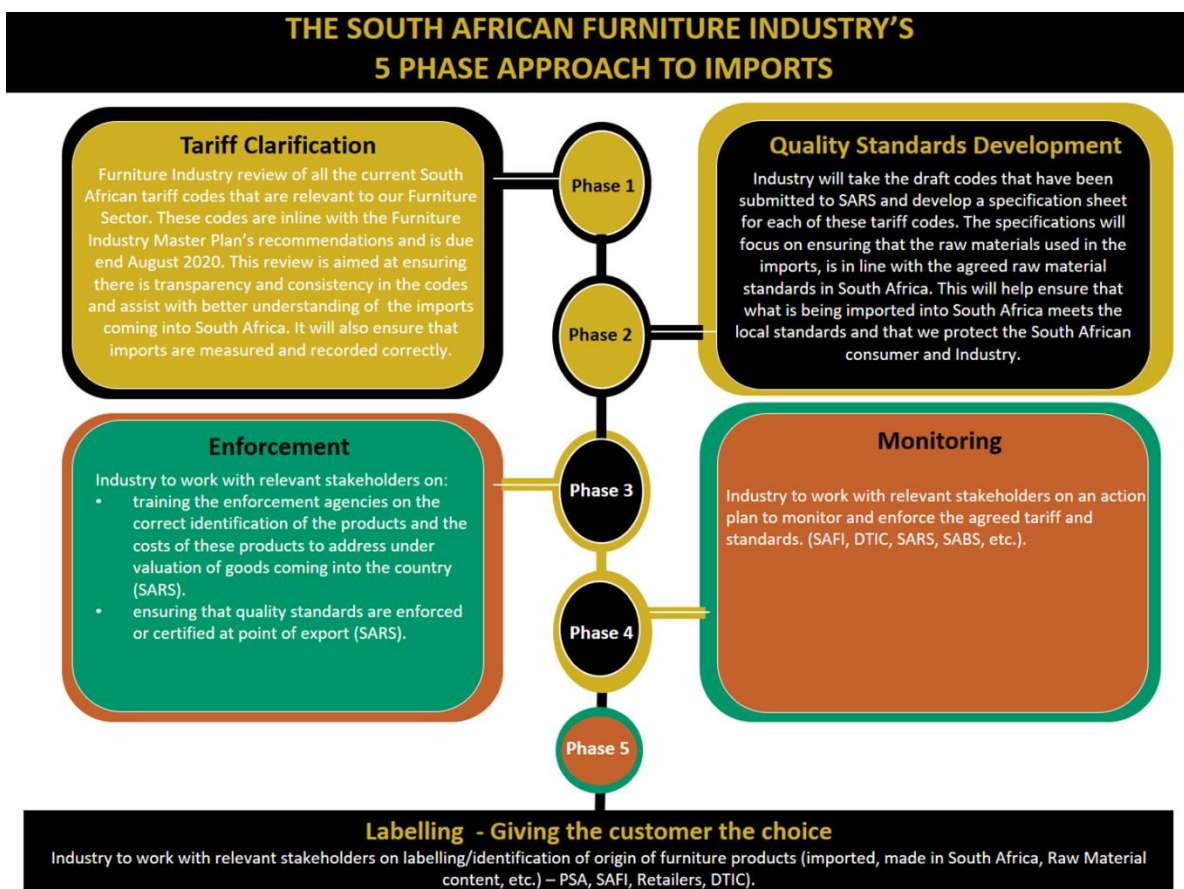 THE SOUTH AFRICAN FURNITURE INDUSTRY'S
5 PHASE APPROACH TO IMPORTS
Tariff Clarification
Furniture Industry review of all the current South
African tariff codes that are relevant to our Furniture
Sector. These codes are inline with the Furniture
Industry Master Plan's recommendations and is due
end August 2020. This review is aimed at ensuring
there is transparency and consistency in the codes
and assist with better understanding of the imports
coming into South Africa. It will also ensure that
imports are measured and recorded correctly.
Phase 1
Quality Standards Development
Industry will take the draft codes that have been
submitted to SARS and develop a specification sheet
for each of these tariff codes. The specifications will
focus on ensuring that the raw materials used in the
imports, is in line with the agreed raw material
standards in South Africa. This will help ensure that
what is being imported into South Africa meets the
local standards and that we protect the South African
consumer and Industry.
Phase 2
Enforcement
Industry to work with relevant stakeholders on:
• training the enforcement agencies on the
correct identification of the products and the
costs of these products to address under
valuation of goods coming into the country
(SARS).
• ensuring that quality standards are enforced
or certified at point of export (SARS).
Phase 3
Monitoring
Industry to work with relevant stakeholders on an action
plan to monitor and enforce the agreed tariff and
standards. (SAFI, DTIC, SARS, SABS, etc.).
Phase 4
Phase 5
Labelling - Giving the customer the choice
Industry to work with relevant stakeholders on labelling/identification of origin of furniture products (imported, made in South Africa, Raw Material
content, etc.) – PSA, SAFI, Retailers, DTIC).